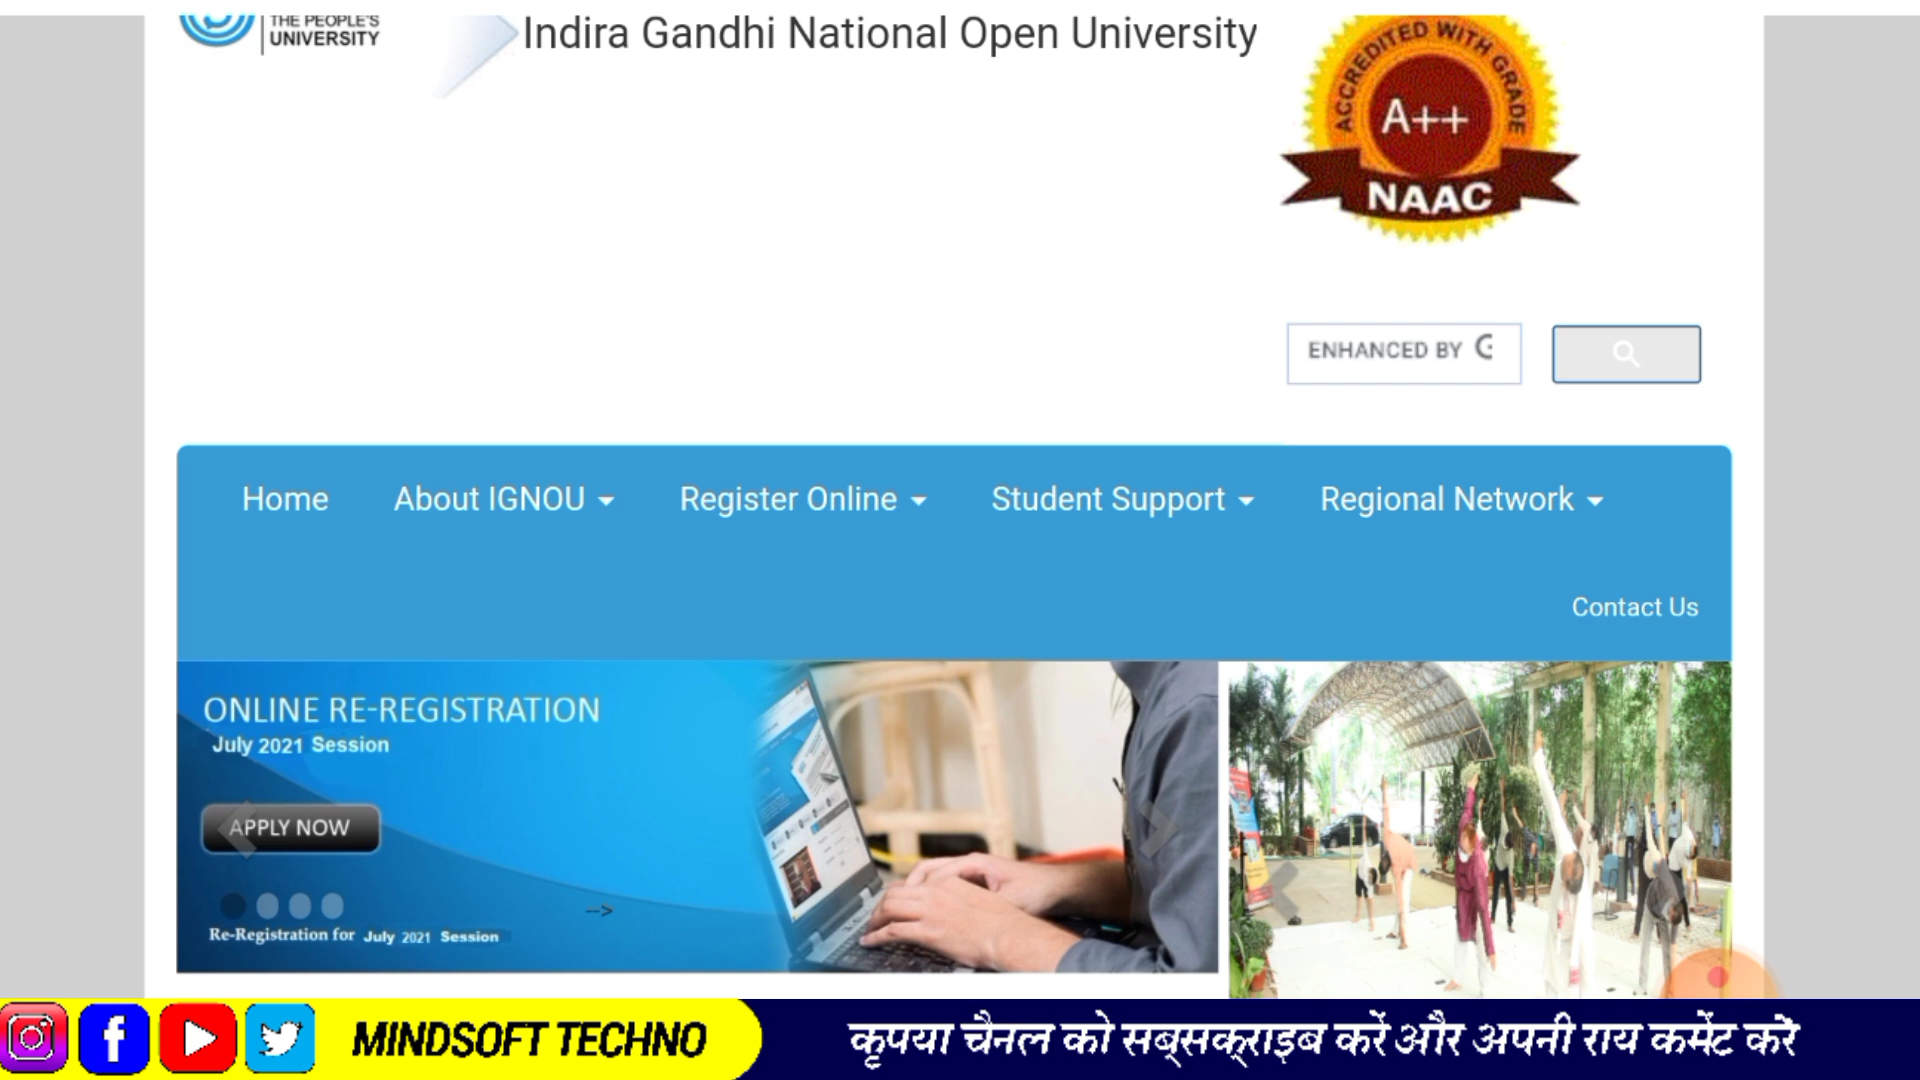 THE PEOPLE'S
UNIVERSITY
Indira Gandhi National Open University
ACCREDITED WITH GRADE
A++
NAAC
ENHANCED BY G
Home About IGNOU Register Online Student Support Regional Network
Contact Us
ONLINE RE-REGISTRATION
July 2021 Session
APPLY NOW
-->
Re-Registration for July 2021 Session
MINDSOFT TECHNO
कृपया चैनल को सब्सक्राइब करें और अपनी राय कमेंट करे